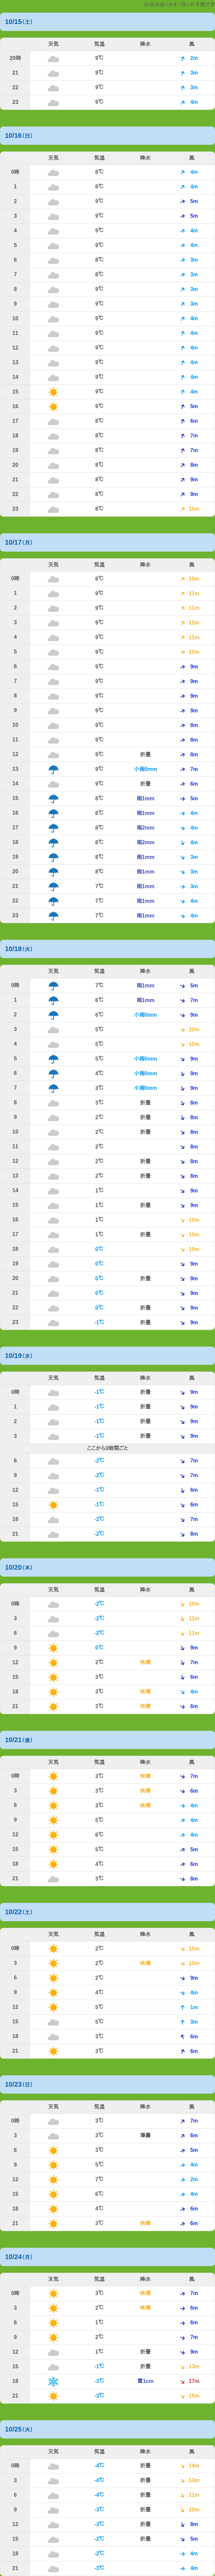 10/15(土)
天気 気温 降水 風
20時 9℃ 2m
21 9℃ 3m
22 9℃ 3m
23 9℃ 4m
10/16(日)
天気 気温 降水 風
0時 8℃ 4m
1 8℃ 4m
2 9℃ 5m
3 9℃ 5m
4 9℃ 4m
5 9℃ 4m
6 8℃ 3m
7 8℃ 3m
8 9℃ 3m
9 9℃ 3m
10 9℃ 4m
11 9℃ 4m
12 9℃ 4m
13 9℃ 4m
14 9℃ 4m
15 9℃ 4m
16 9℃ 5m
17 8℃ 6m
18 8℃ 7m
19 8℃ 7m
20 8℃ 8m
21 8℃ 9m
22 8℃ 9m
23 8℃ 10m
10/17(月)
天気 気温 降水 風
0時 8℃ 10m
1 9℃ 11m
2 9℃ 11m
3 9℃ 12m
4 9℃ 11m
5 9℃ 10m
6 9℃ 9m
7 9℃ 9m
8 9℃ 9m
9 9℃ 9m
10 9℃ 8m
11 9℃ 8m
12 9℃ 折畳 8m
13 9℃ 小雨0mm 7m
14 9℃ 折畳 6m
15 8℃ 雨1mm 5m
16 8℃ 雨1mm 4m
17 8℃ 雨2mm 4m
18 8℃ 雨2mm 4m
19 8℃ 雨1mm 3m
20 8℃ 雨1mm 3m
21 7℃ 雨1mm 3m
22 7℃ 雨1mm 4m
23 7℃ 雨1mm 4m
10/18(火)
天気 気温 降水 風
0時 7℃ 雨1mm 5m
1 6℃ 雨1mm 7m
2 6℃ 小雨0mm 9m
3 5℃ 10m
4 5℃ 10m
5 5℃ 小雨0mm 9m
6 4℃ 小雨0mm 9m
7 3℃ 小雨0mm 9m
8 3℃ 折畳 8m
9 2℃ 折畳 8m
10 2℃ 折畳 8m
11 2℃ 8m
12 2℃ 折畳 8m
13 2℃ 折畳 8m
14 1℃ 9m
15 1℃ 折畳 9m
16 1℃ 10m
17 1℃ 折畳 10m
18 0℃ 10m
19 0℃ 9m
20 0℃ 折畳 9m
21 0℃ 9m
22 0℃ 折畳 9m
23 -1℃ 折畳 9m
10/19(水)
天気 気温 降水 風
0時 -1℃ 折畳 9m
1 -1℃ 折畳 9m
2 -1℃ 折畳 9m
3 -1℃ 折畳 9m
ここから3時間ごと
6 -2℃ 7m
9 -2℃ 7m
12 -1℃ 6m
15 -1℃ 6m
18 -2℃ 7m
21 -2℃ 8m
10/20(木)
天気 気温 降水 風
0時 -2℃ 10m
3 -2℃ 11m
6 -2℃ 11m
9 0℃ 9m
12 2℃ 快晴 7m
15 3℃ 6m
18 3℃ 快晴 4m
21 3℃ 快晴 6m
10/21(金)
天気 気温 降水 風
0時 3℃ 快晴 7m
3 3℃ 快晴 6m
6 3℃ 快晴 4m
9 5℃ 4m
12 6℃ 4m
15 5℃ 5m
18 4℃ 6m
21 3℃ 8m
10/22(土)
天気 気温 降水 風
0時 2℃ 10m
3 2℃ 快晴 10m
6 2℃ 9m
9 4℃ 4m
12 5℃ 1m
15 5℃ 3m
18 3℃ 6m
21 3℃ 6m
10/23(日)
天気 気温 降水 風
0時 3℃ 7m
3 3℃ 薄曇 6m
6 3℃ 5m
9 5℃ 4m
12 7℃ 2m
15 6℃ 4m
18 4℃ 6m
21 3℃ 快晴 6m
10/24(月)
天気 気温 降水 風
0時 3℃ 快晴 7m
3 2℃ 快晴 6m
6 1℃ 6m
9 2℃ 7m
12 1℃ 折畳 9m
15 -1℃ 折畳 13m
18 -3℃ 雪1cm 17m
21 -3℃ 15m
10/25(火)
天気 気温 降水 風
0時 -4℃ 折畳 14m
3 -4℃ 折畳 13m
6 -4℃ 折畳 11m
9 -3℃ 折畳 10m
12 -3℃ 折畳 8m
15 -2℃ 折畳 5m
18 -2℃ 4m
21 -3℃ 4m